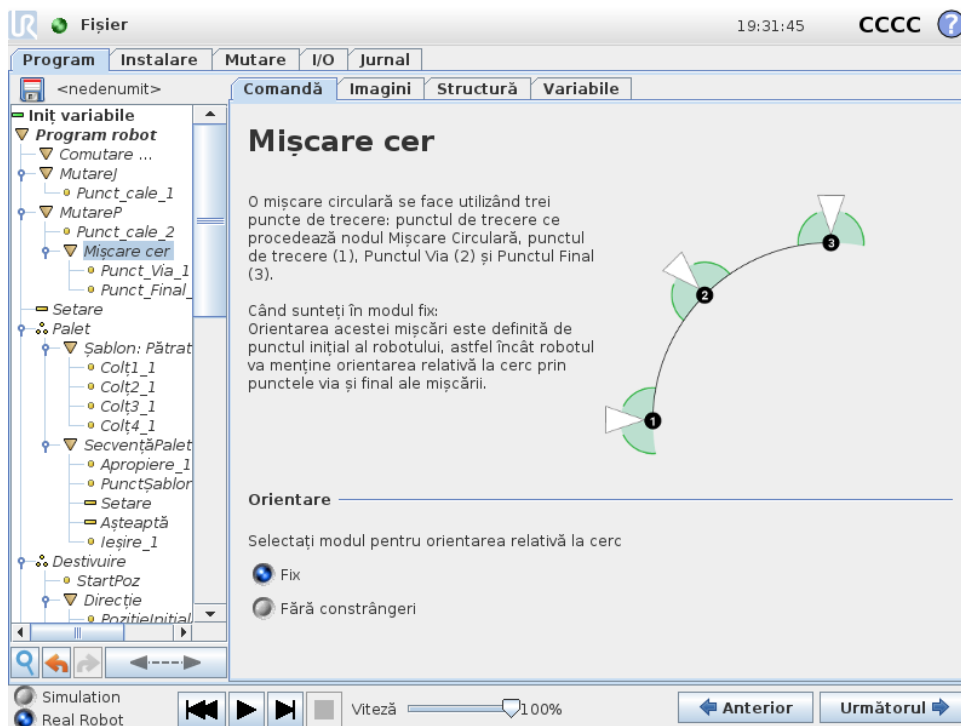 UR Fișier 19:31:45 CCCC ?
Program Instalare Mutare I/O Jurnal
<nedenumit>
Comandă Imagini Structură Variabile
Iniț variabile
Program robot
Comutare ...
MutareJ
Punct_cale_1
MutareP
Punct_cale_2
Mișcare cer
Punct_Via_1
Punct_Final_
Setare
Palet
Șablon: Pătrat
Colț1_1
Colț2_1
Colț3_1
Colț4_1
SecvențăPalet
Apropiere_1
PunctȘablon
Setare
Așteaptă
Ieșire_1
Destivuire
StartPoz
Direcție
PozițieInițial
Mișcare cer
O mișcare circulară se face utilizând trei
puncte de trecere: punctul de trecere ce
procedează nodul Mișcare Circulară, punctul
de trecere (1), Punctul Via (2) și Punctul Final
(3).
Când sunteți în modul fix:
Orientarea acestei mișcări este definită de
punctul inițial al robotului, astfel încât robotul
va menține orientarea relativă la cerc prin
punctele via și final ale mișcării.
3
2
1
Orientare
Selectați modul pentru orientarea relativă la cerc
Fix
Fără constrângeri
Simulation
Real Robot
Viteză 100%
Anterior
Următorul